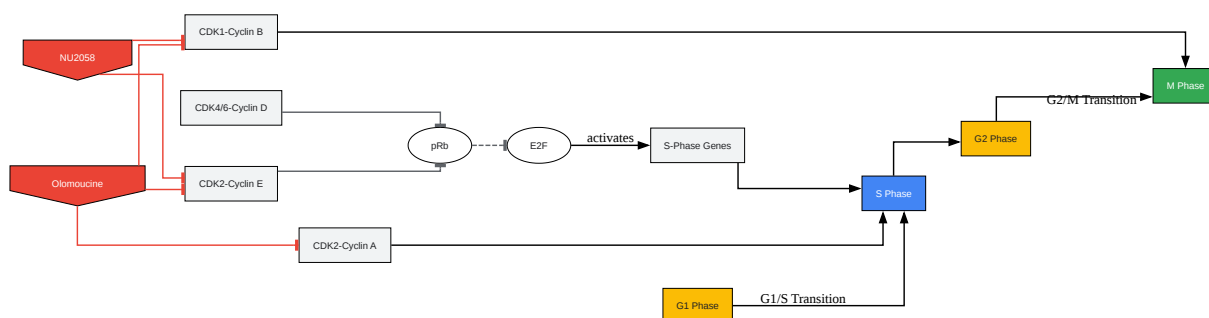 CDK1-Cyclin B
NU2058
M Phase
G2/M Transition
CDK4/6-Cyclin D
pRb
E2F
activates
S-Phase Genes
G2 Phase
Olomoucine
CDK2-Cyclin E
S Phase
CDK2-Cyclin A
G1 Phase
G1/S Transition